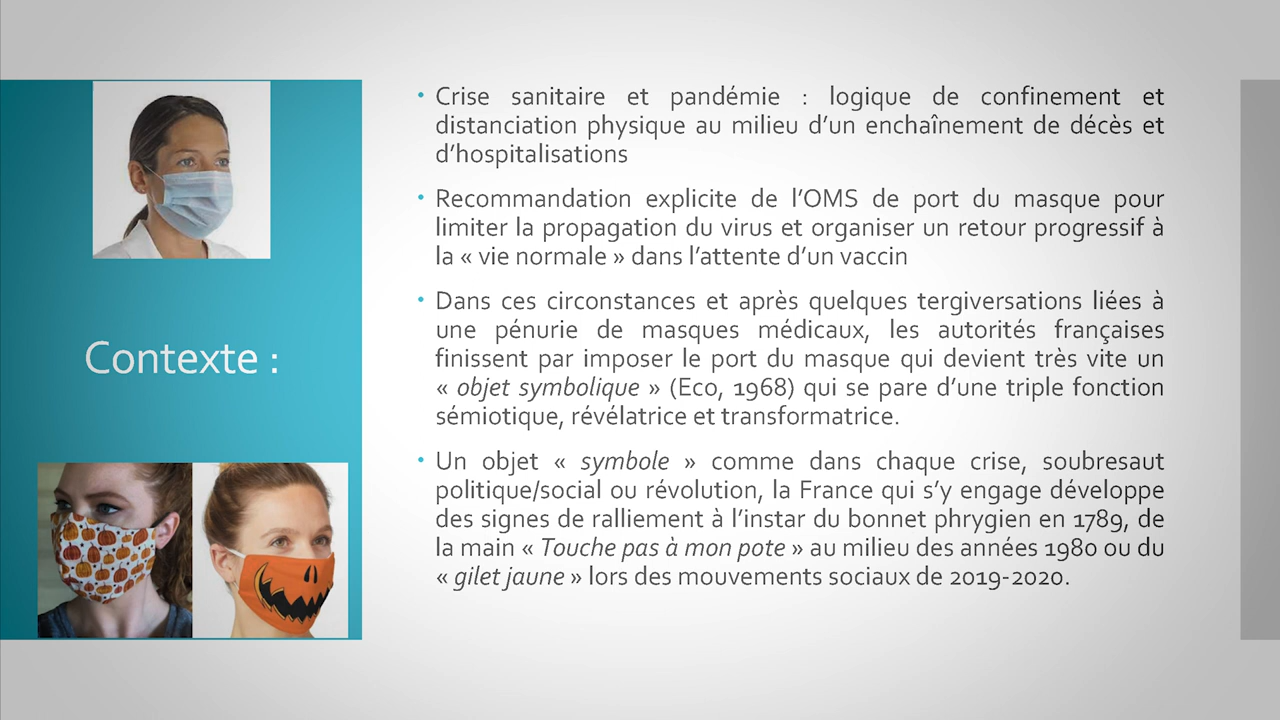 Contexte :
• Crise sanitaire et pandémie : logique de confinement et
distanciation physique au milieu d’un enchaînement de décès et
d’hospitalisations
• Recommandation explicite de l’OMS de port du masque pour
limiter la propagation du virus et organiser un retour progressif à
la « vie normale » dans l’attente d’un vaccin
• Dans ces circonstances et après quelques tergiversations liées à
une pénurie de masques médicaux, les autorités françaises
finissent par imposer le port du masque qui devient très vite un
« objet symbolique » (Eco, 1968) qui se pare d’une triple fonction
sémiotique, révélatrice et transformatrice.
• Un objet « symbole » comme dans chaque crise, soubresaut
politique/social ou révolution, la France qui s’y engage développe
des signes de ralliement à l’instar du bonnet phrygien en 1789, de
la main « Touche pas à mon pote » au milieu des années 1980 ou du
« gilet jaune » lors des mouvements sociaux de 2019-2020.